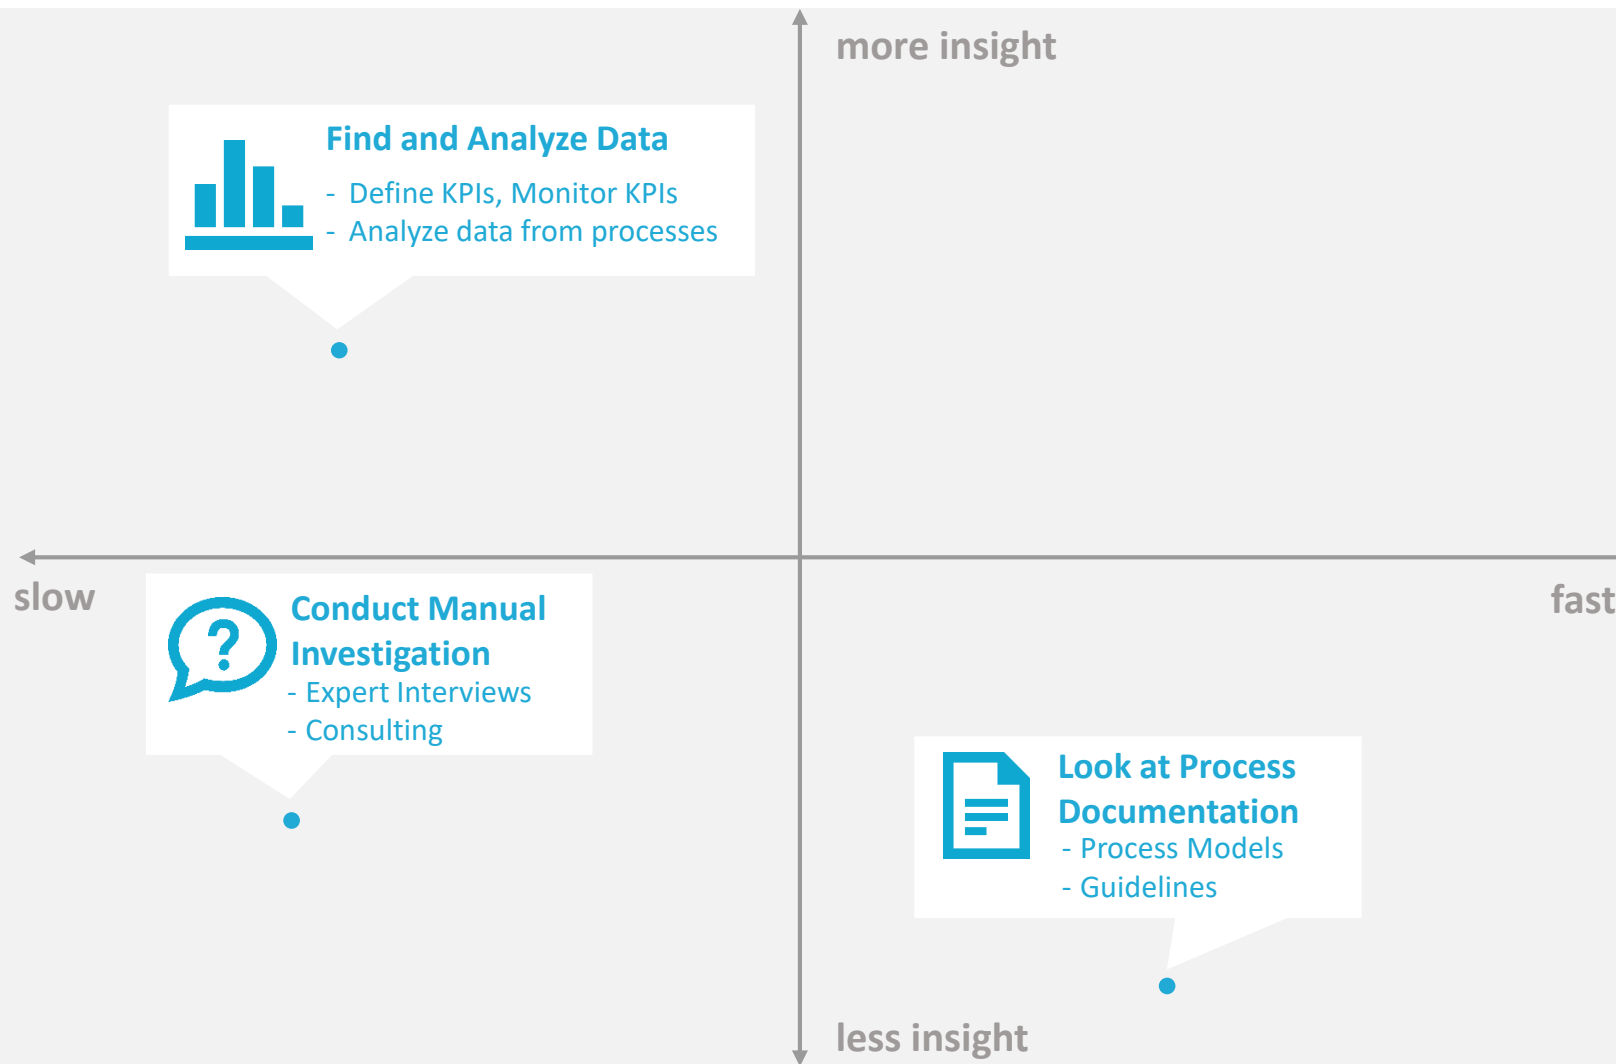 more insight
Find and Analyze Data
- Define KPIs, Monitor KPIs
- Analyze data from processes
slow
fast
Conduct Manual
Investigation
- Expert Interviews
- Consulting
?
Look at Process
Documentation
- Process Models
- Guidelines
less insight